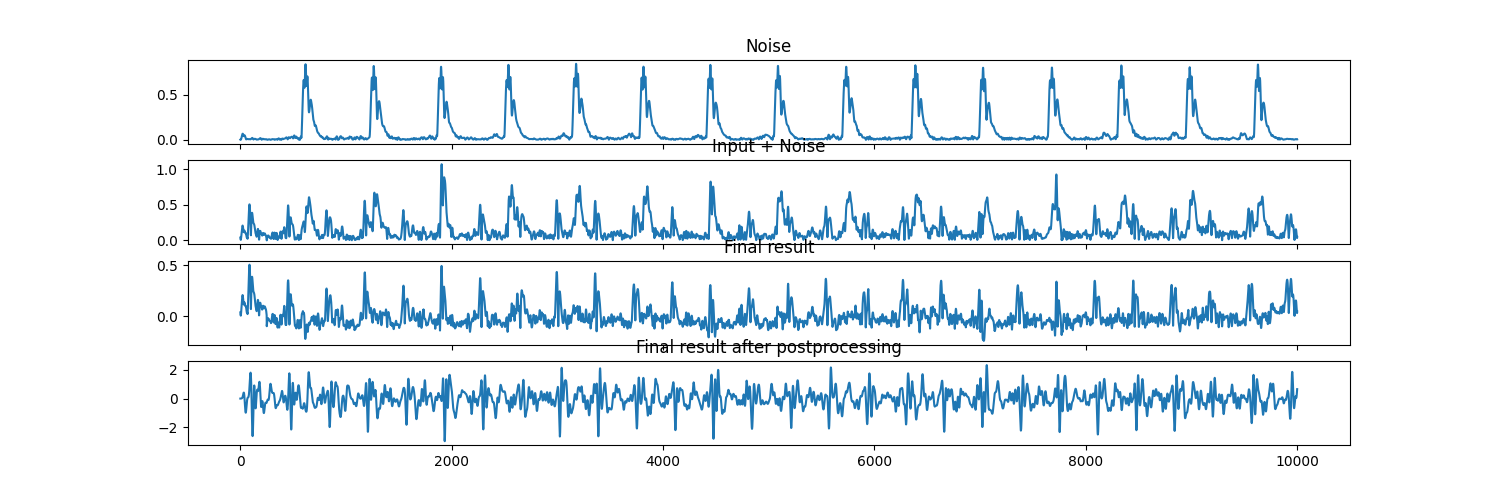 Noise
0.5
0.0
Input + Noise
1.0
0.5
0.0
Final result
0.5
0.0
Final result after postprocessing
2
0
−2
0 2000 4000 6000 8000 10000